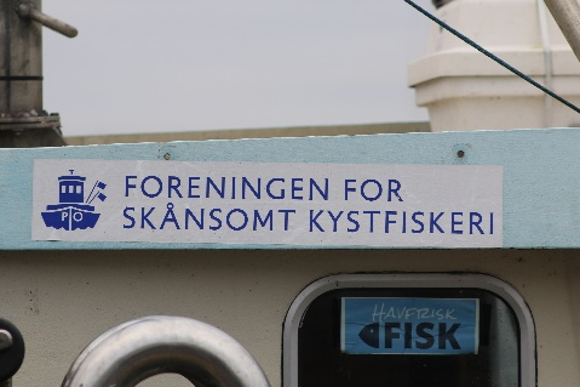 FORENINGEN FOR
SKÅNSOMT KYSTFISKERI
PO
HAVFRISK
FISK